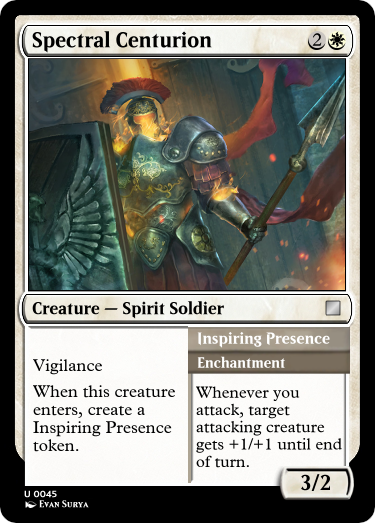 Spectral Centurion
2
Creature — Spirit Soldier
Vigilance
When this creature
enters, create a
Inspiring Presence
token.
Inspiring Presence
Enchantment
Whenever you
attack, target
attacking creature
gets +1/+1 until end
of turn.
3/2
U 0045
Evan Surya